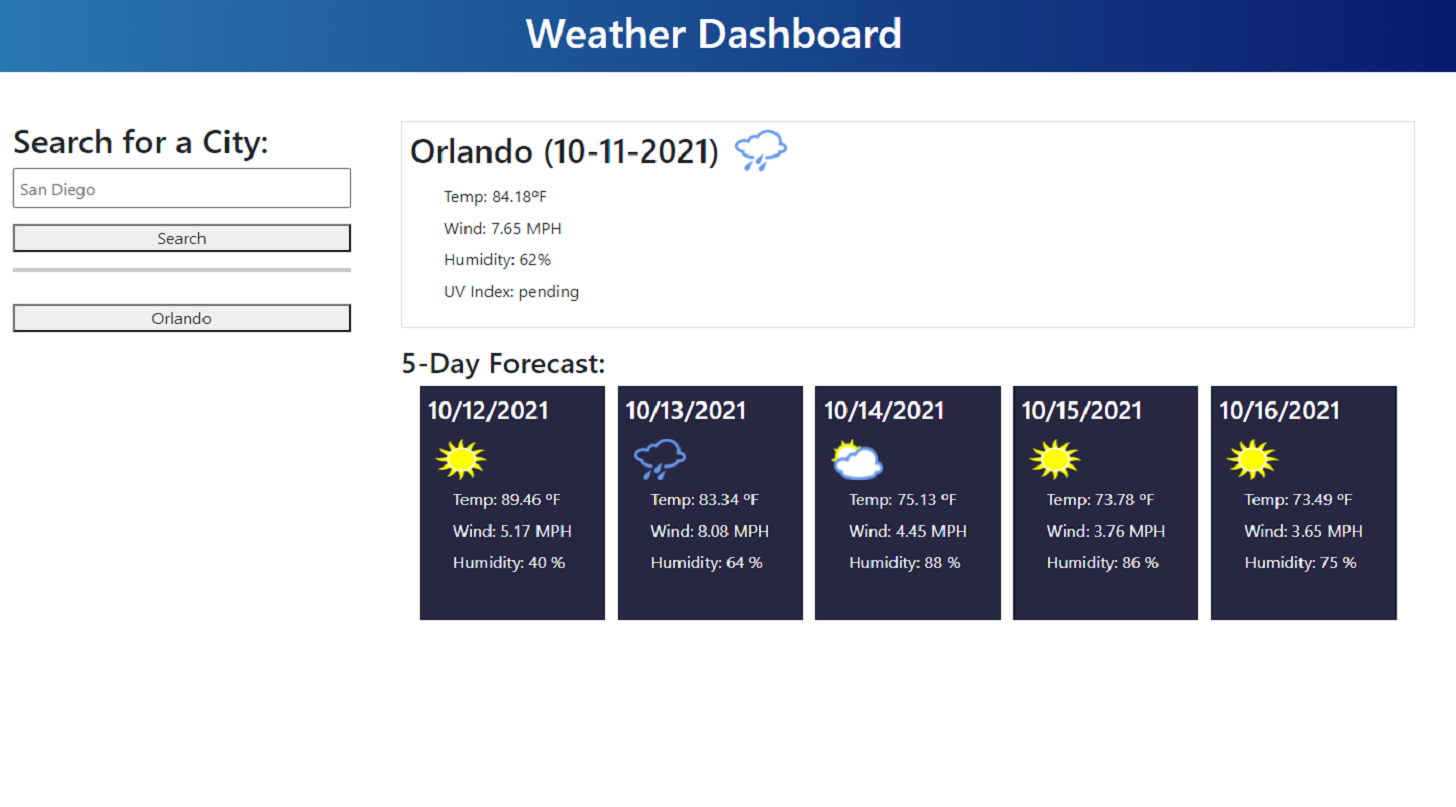 Weather Dashboard
Search for a City:
San Diego
Search
Orlando
Orlando (10-11-2021)
Temp: 84.18ºF
Wind: 7.65 MPH
Humidity: 62%
UV Index: pending
5-Day Forecast:
10/12/2021
Temp: 89.46 ºF
Wind: 5.17 MPH
Humidity: 40 %
10/13/2021
Temp: 83.34 ºF
Wind: 8.08 MPH
Humidity: 64 %
10/14/2021
Temp: 75.13 ºF
Wind: 4.45 MPH
Humidity: 88 %
10/15/2021
Temp: 73.78 ºF
Wind: 3.76 MPH
Humidity: 86 %
10/16/2021
Temp: 73.49 ºF
Wind: 3.65 MPH
Humidity: 75 %